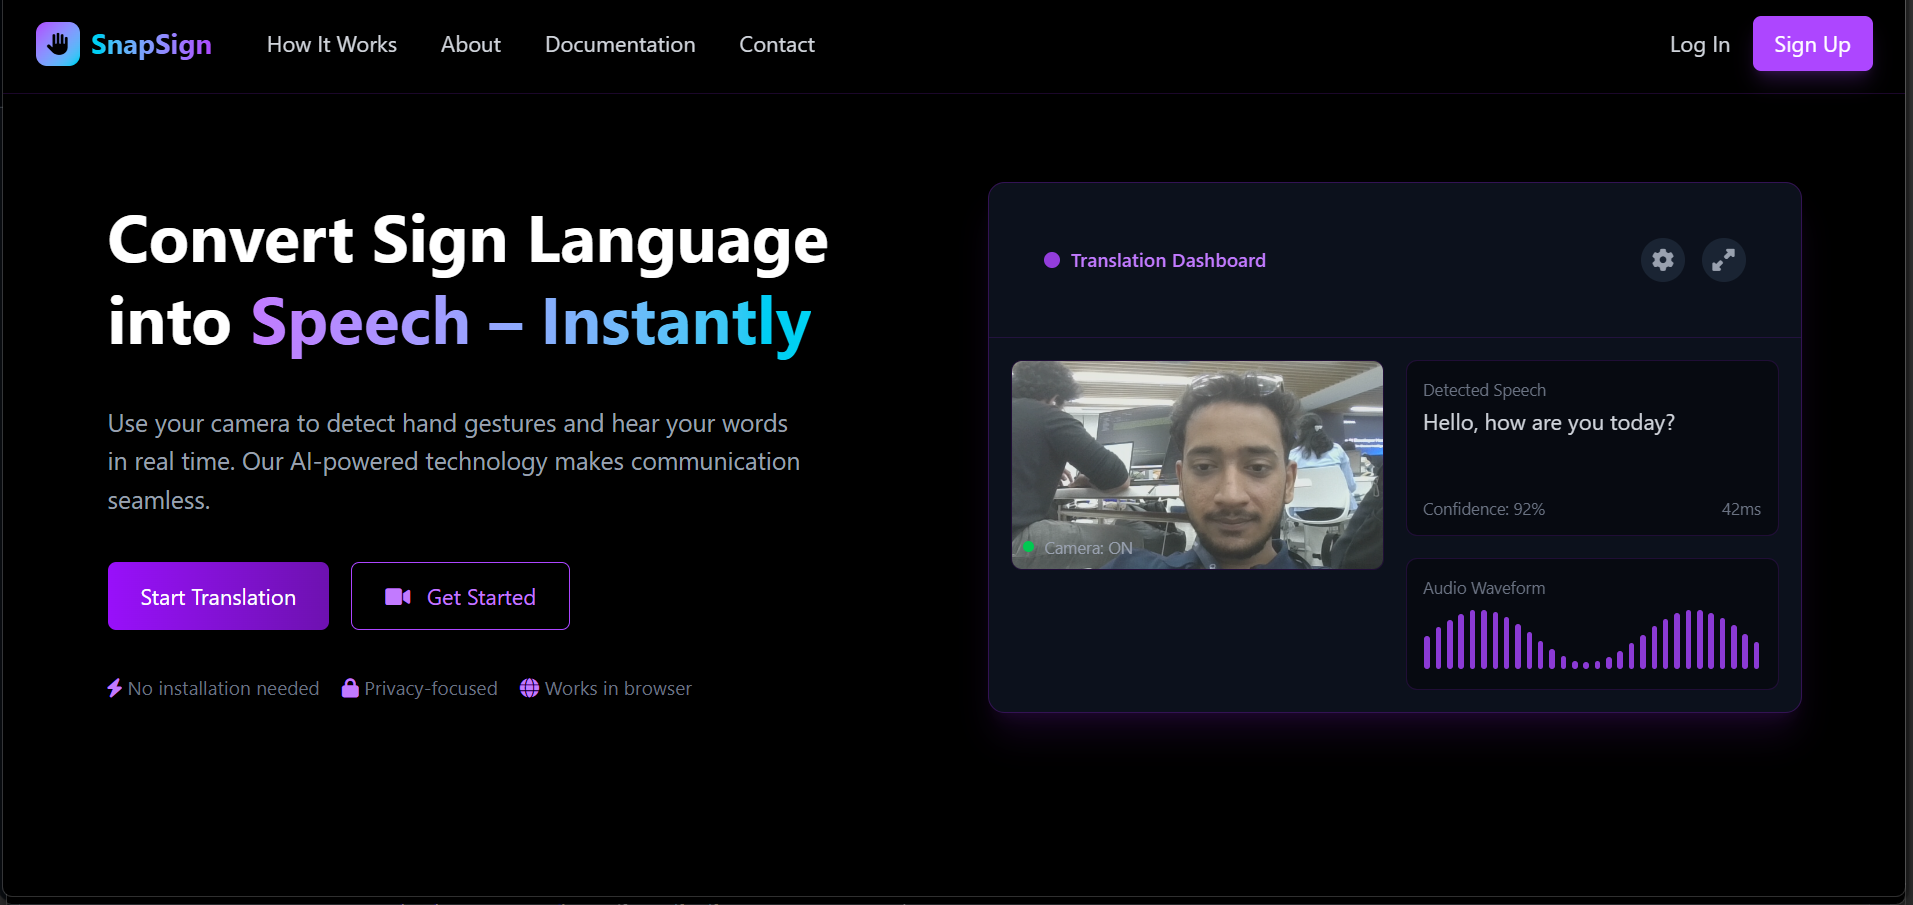 SnapSign How It Works About Documentation Contact Log In Sign Up
Convert Sign Language
into Speech – Instantly
Use your camera to detect hand gestures and hear your words
in real time. Our AI-powered technology makes communication
seamless.
Start Translation Get Started
No installation needed Privacy-focused Works in browser
Translation Dashboard
Camera: ON
Detected Speech
Hello, how are you today?
Confidence: 92% 42ms
Audio Waveform